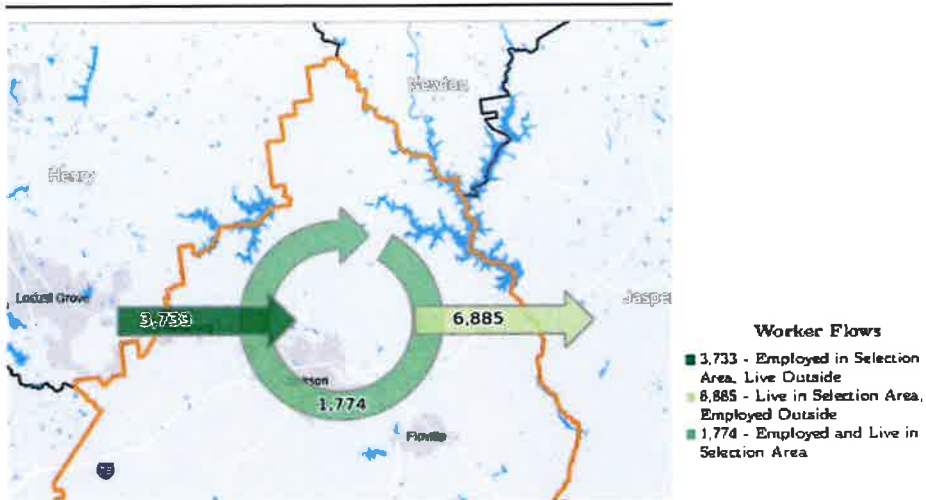 Newton
Henry
Locust Grove
Jasper
3,733
6,885
kson
1,774
Flovilla
Worker Flows
3,733 - Employed in Selection
Area, Live Outside
6,885 - Live in Selection Area,
Employed Outside
1,774 - Employed and Live in
Selection Area